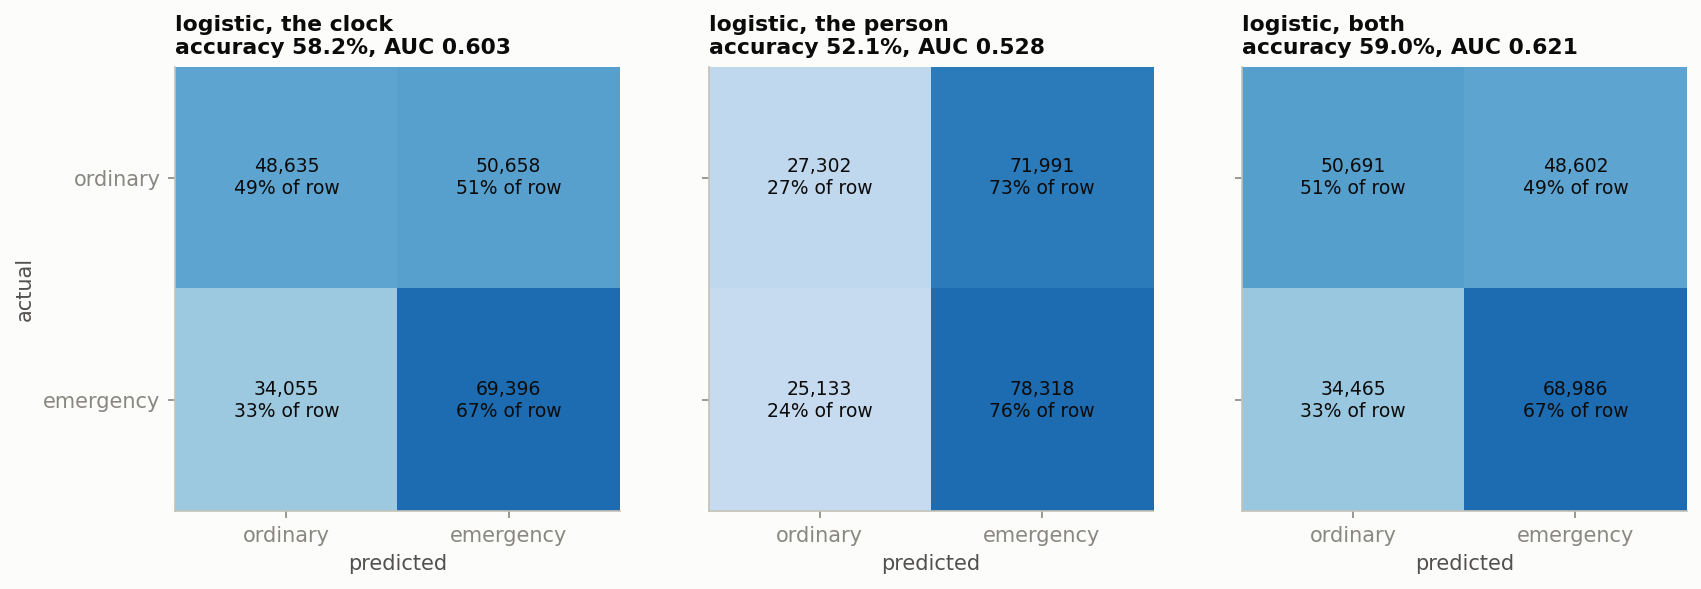 logistic, the clock
accuracy 58.2%, AUC 0.603
logistic, the person
accuracy 52.1%, AUC 0.528
logistic, both
accuracy 59.0%, AUC 0.621
actual
ordinary
48,635
49% of row
50,658
51% of row
27,302
27% of row
71,991
73% of row
50,691
51% of row
48,602
49% of row
emergency
34,055
33% of row
69,396
67% of row
25,133
24% of row
78,318
76% of row
34,465
33% of row
68,986
67% of row
ordinary
emergency
predicted
ordinary
emergency
predicted
ordinary
emergency
predicted